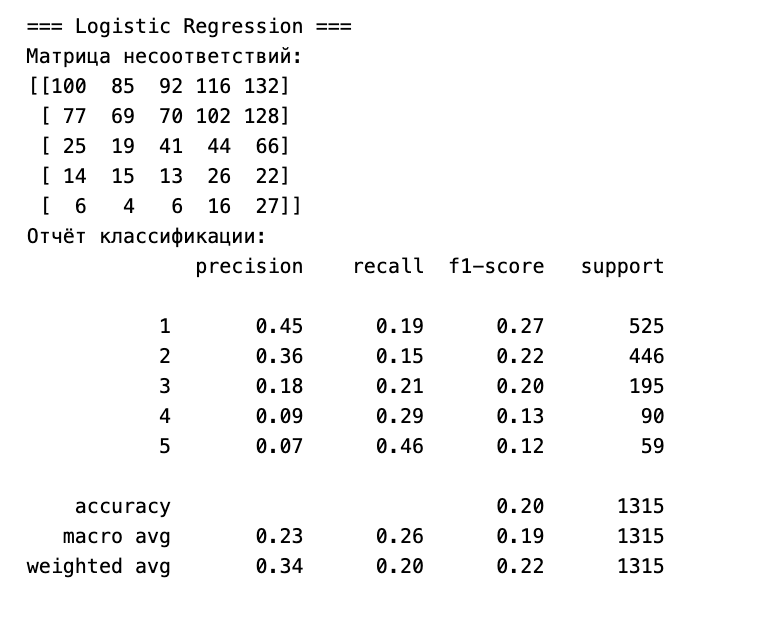 === Logistic Regression ===
Матрица несоответствий:
[[100  85  92 116 132]
 [ 77  69  70 102 128]
 [ 25  19  41  44  66]
 [ 14  15  13  26  22]
 [  6   4   6  16  27]]
Отчёт классификации:
              precision    recall  f1-score   support

           1       0.45      0.19      0.27       525
           2       0.36      0.15      0.22       446
           3       0.18      0.21      0.20       195
           4       0.09      0.29      0.13        90
           5       0.07      0.46      0.12        59

    accuracy                           0.20      1315
   macro avg       0.23      0.26      0.19      1315
weighted avg       0.34      0.20      0.22      1315